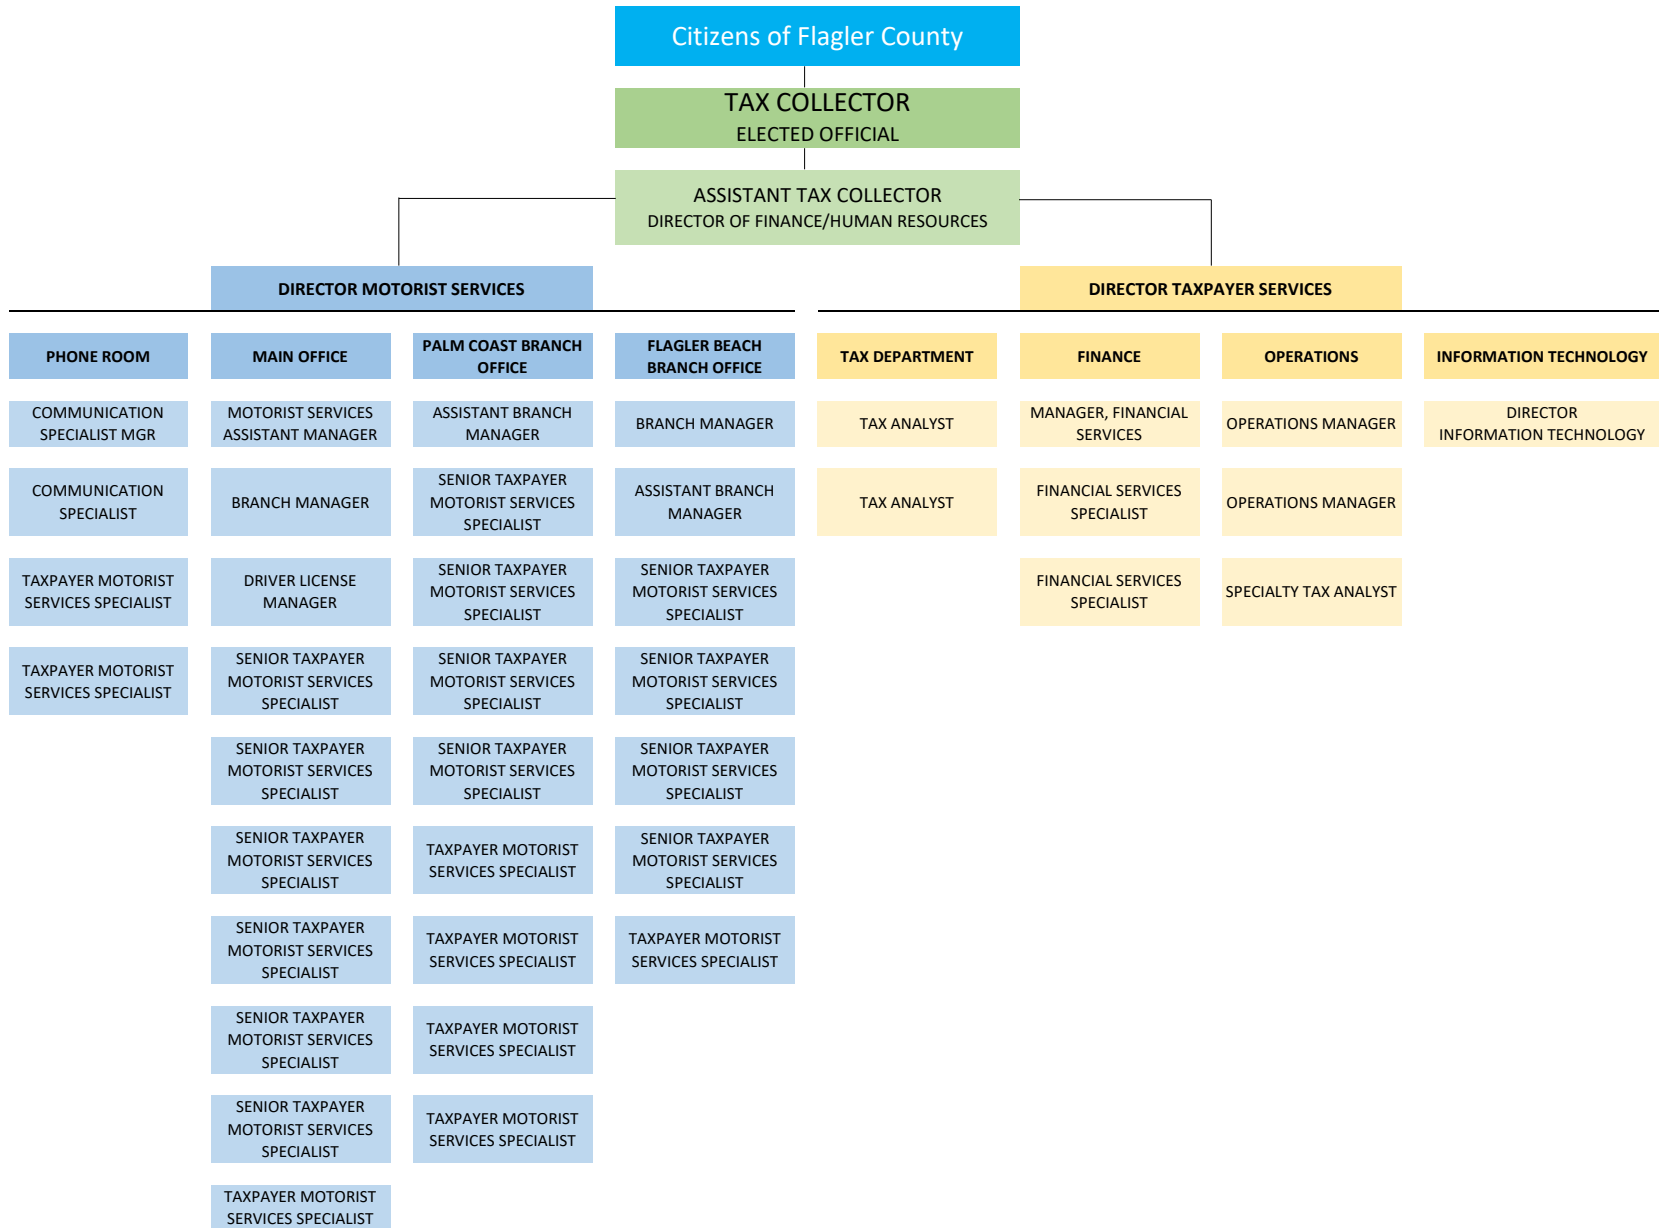 Citizens of Flagler County
TAX COLLECTOR
ELECTED OFFICIAL
ASSISTANT TAX COLLECTOR
DIRECTOR OF FINANCE/HUMAN RESOURCES
DIRECTOR MOTORIST SERVICES
PHONE ROOM
COMMUNICATION
SPECIALIST MGR
COMMUNICATION
SPECIALIST
TAXPAYER MOTORIST
SERVICES SPECIALIST
TAXPAYER MOTORIST
SERVICES SPECIALIST
MAIN OFFICE
MOTORIST SERVICES
ASSISTANT MANAGER
BRANCH MANAGER
DRIVER LICENSE
MANAGER
SENIOR TAXPAYER
MOTORIST SERVICES
SPECIALIST
SENIOR TAXPAYER
MOTORIST SERVICES
SPECIALIST
SENIOR TAXPAYER
MOTORIST SERVICES
SPECIALIST
SENIOR TAXPAYER
MOTORIST SERVICES
SPECIALIST
SENIOR TAXPAYER
MOTORIST SERVICES
SPECIALIST
SENIOR TAXPAYER
MOTORIST SERVICES
SPECIALIST
TAXPAYER MOTORIST
SERVICES SPECIALIST
PALM COAST BRANCH
OFFICE
ASSISTANT BRANCH
MANAGER
SENIOR TAXPAYER
MOTORIST SERVICES
SPECIALIST
SENIOR TAXPAYER
MOTORIST SERVICES
SPECIALIST
SENIOR TAXPAYER
MOTORIST SERVICES
SPECIALIST
SENIOR TAXPAYER
MOTORIST SERVICES
SPECIALIST
TAXPAYER MOTORIST
SERVICES SPECIALIST
TAXPAYER MOTORIST
SERVICES SPECIALIST
TAXPAYER MOTORIST
SERVICES SPECIALIST
TAXPAYER MOTORIST
SERVICES SPECIALIST
FLAGLER BEACH
BRANCH OFFICE
BRANCH MANAGER
ASSISTANT BRANCH
MANAGER
SENIOR TAXPAYER
MOTORIST SERVICES
SPECIALIST
SENIOR TAXPAYER
MOTORIST SERVICES
SPECIALIST
SENIOR TAXPAYER
MOTORIST SERVICES
SPECIALIST
SENIOR TAXPAYER
MOTORIST SERVICES
SPECIALIST
TAXPAYER MOTORIST
SERVICES SPECIALIST
DIRECTOR TAXPAYER SERVICES
TAX DEPARTMENT
TAX ANALYST
TAX ANALYST
FINANCE
MANAGER, FINANCIAL
SERVICES
FINANCIAL SERVICES
SPECIALIST
FINANCIAL SERVICES
SPECIALIST
OPERATIONS
OPERATIONS MANAGER
OPERATIONS MANAGER
SPECIALTY TAX ANALYST
INFORMATION TECHNOLOGY
DIRECTOR
INFORMATION TECHNOLOGY